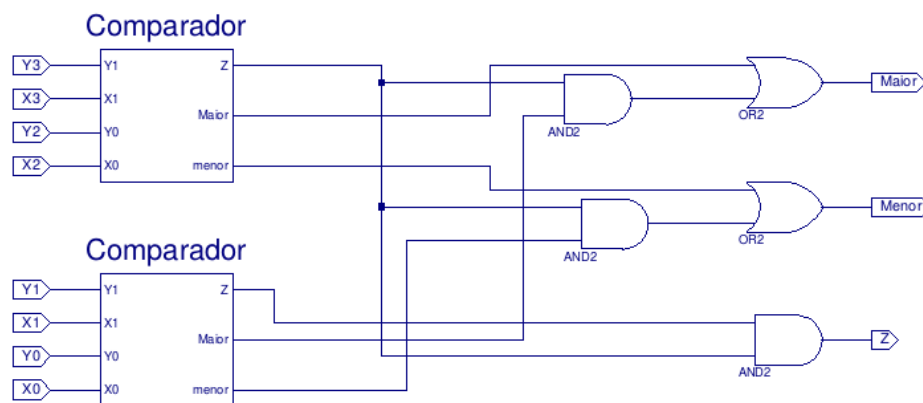 Comparador
Y3 Y1 Z
X3 X1
Y2 Y0 Maior
X2 X0 menor
AND2
OR2
Maior
AND2
OR2
Menor
Comparador
Y1 Y1 Z
X1 X1
Y0 Y0 Maior
X0 X0 menor
AND2
Z